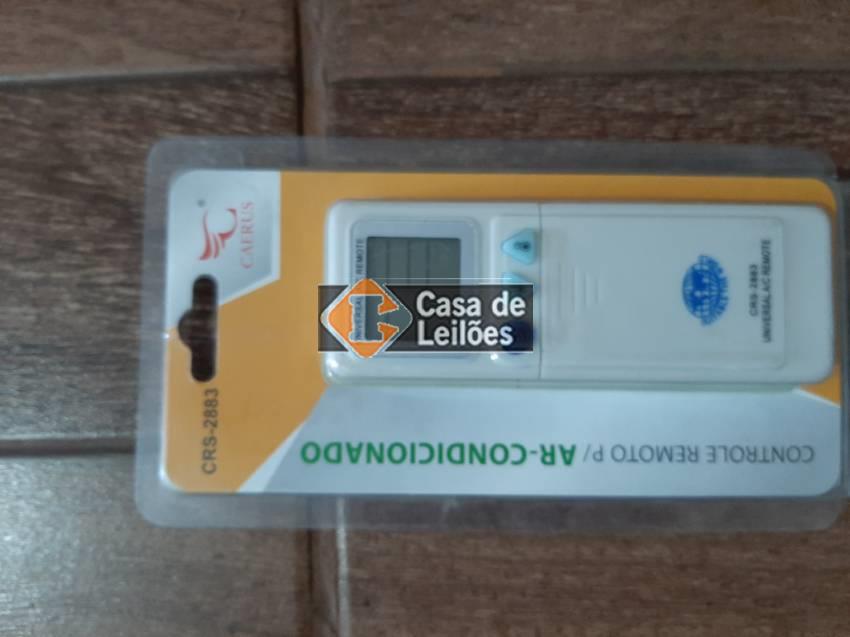 CAERUS
®
CRS-2883
UNIVERSAL A/C REMOTE
CRS-2883
UNIVERSAL A/C REMOTE
Casa de
Leilões
CONTROLE REMOTO P/ AR-CONDICIONADO